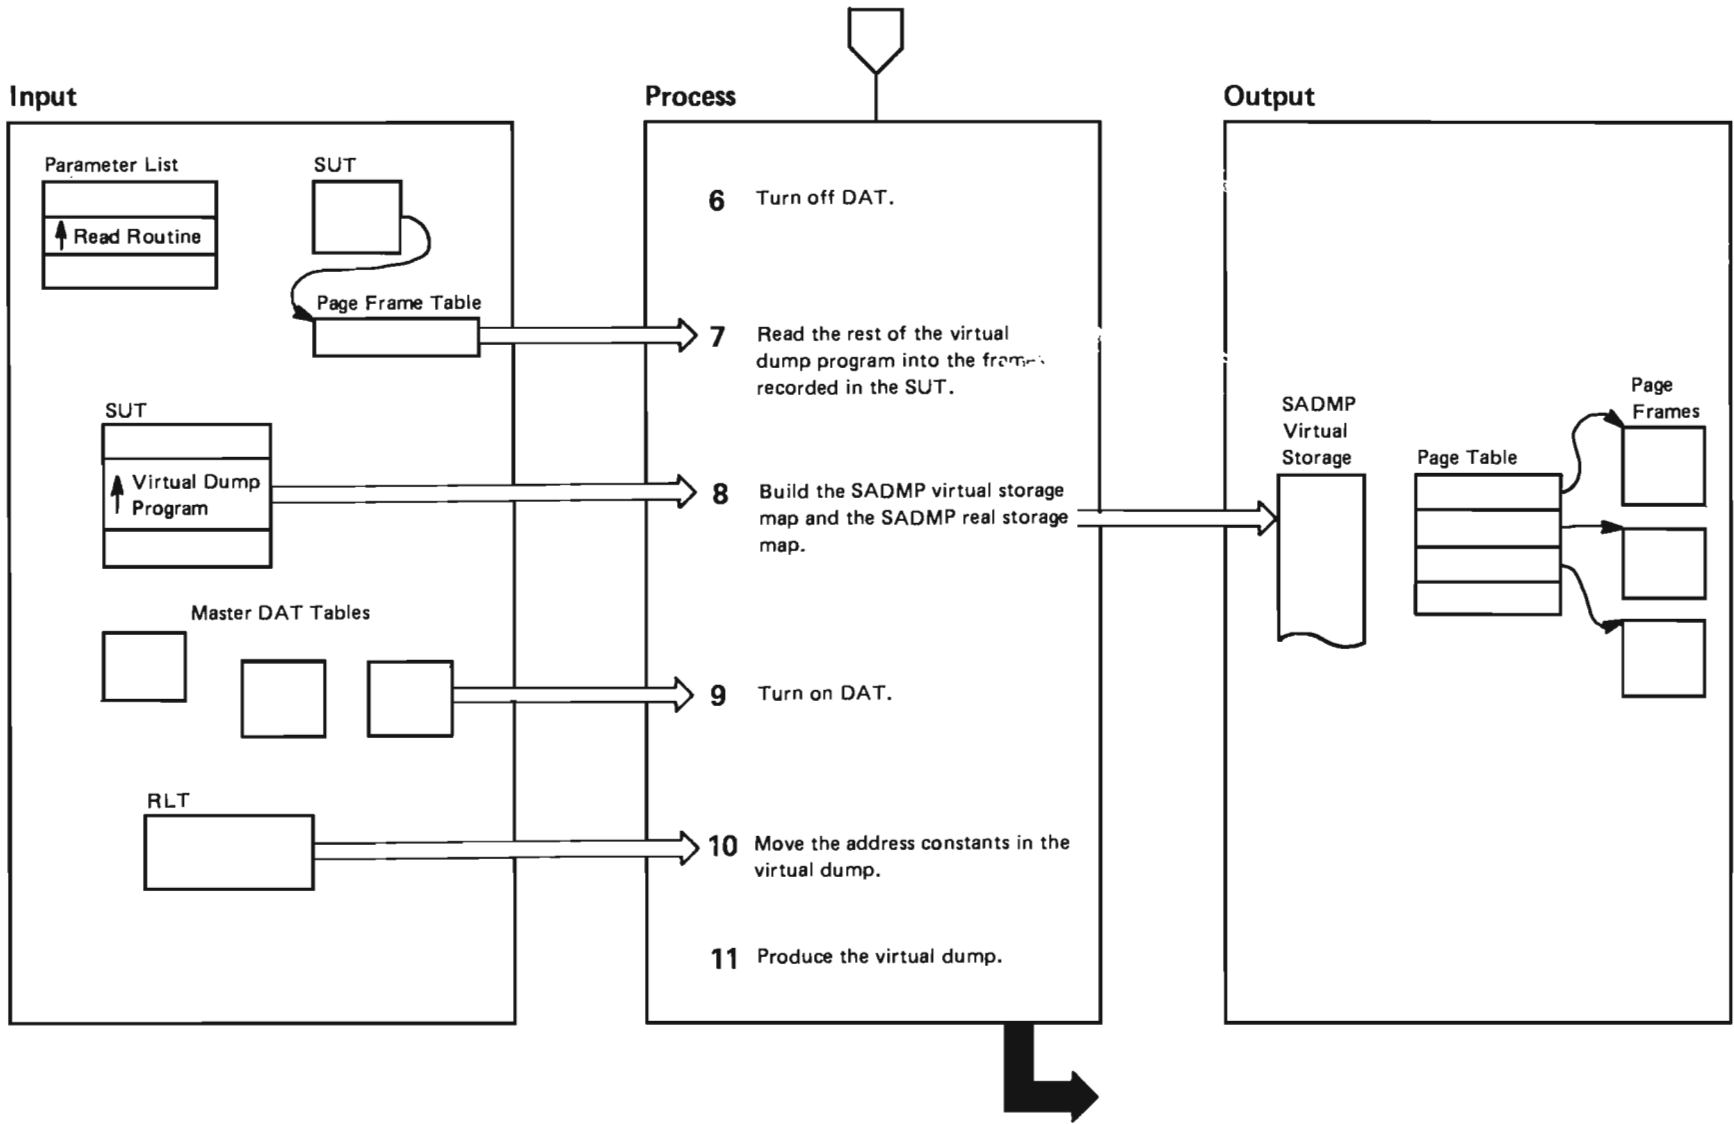 Input
Parameter List
Read Routine
SUT
Page Frame Table
SUT
Virtual Dump
Program
Master DAT Tables
RLT
Process
6 Turn off DAT.
7 Read the rest of the virtual
dump program into the
recorded in the SUT.
8 Build the SADMP virtual storage
map and the SADMP real storage
map.
9 Turn on DAT.
10 Move the address constants in the
virtual dump.
11 Produce the virtual dump.
Output
SADMP
Virtual
Storage
Page Table
Page
Frames